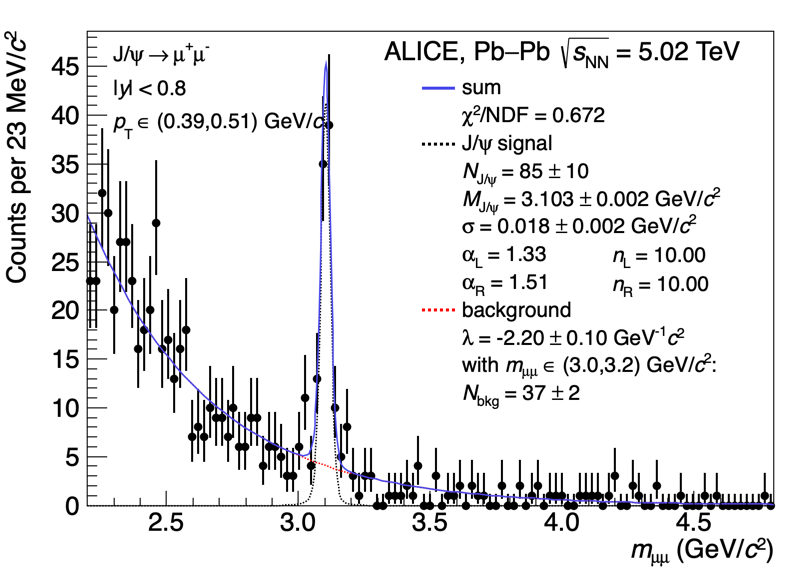 J/ψ → μ⁺μ⁻
|y| < 0.8
p_T ∈ (0.39,0.51) GeV/c
ALICE, Pb–Pb √s_NN = 5.02 TeV
sum
χ²/NDF = 0.672
J/ψ signal
N_J/ψ = 85 ± 10
M_J/ψ = 3.103 ± 0.002 GeV/c²
σ = 0.018 ± 0.002 GeV/c²
α_L = 1.33 n_L = 10.00
α_R = 1.51 n_R = 10.00
background
λ = -2.20 ± 0.10 GeV⁻¹c²
with m_μμ ∈ (3.0,3.2) GeV/c²:
N_bkg = 37 ± 2
Counts per 23 MeV/c²
45
40
35
30
25
20
15
10
5
0
2.5 3.0 3.5 4.0 4.5
m_μμ (GeV/c²)